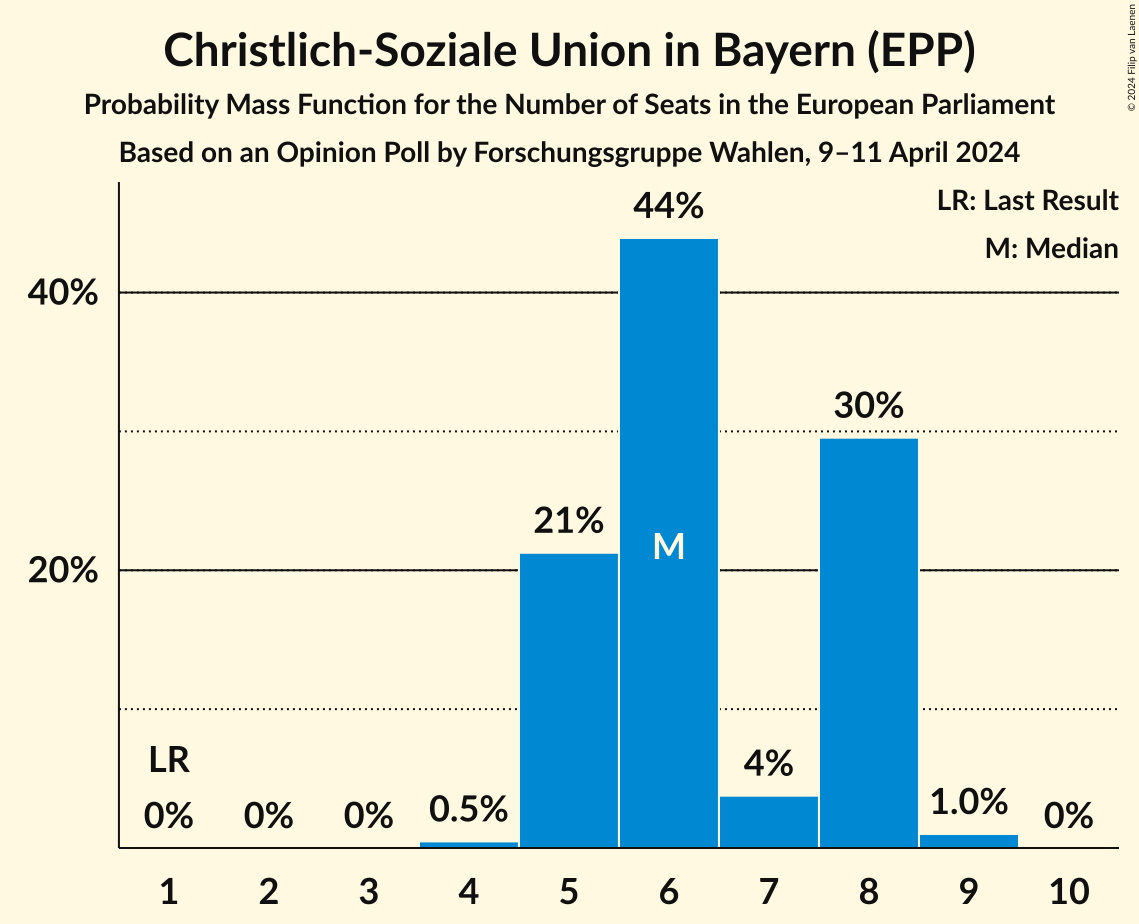 Christlich-Soziale Union in Bayern (EPP)
Probability Mass Function for the Number of Seats in the European Parliament
Based on an Opinion Poll by Forschungsgruppe Wahlen, 9–11 April 2024
© 2024 Filip van Laenen
LR: Last Result
M: Median
44%
40%
30%
21%
M
20%
LR
4%
0% 0% 0% 0.5% 1.0% 0%
1 2 3 4 5 6 7 8 9 10